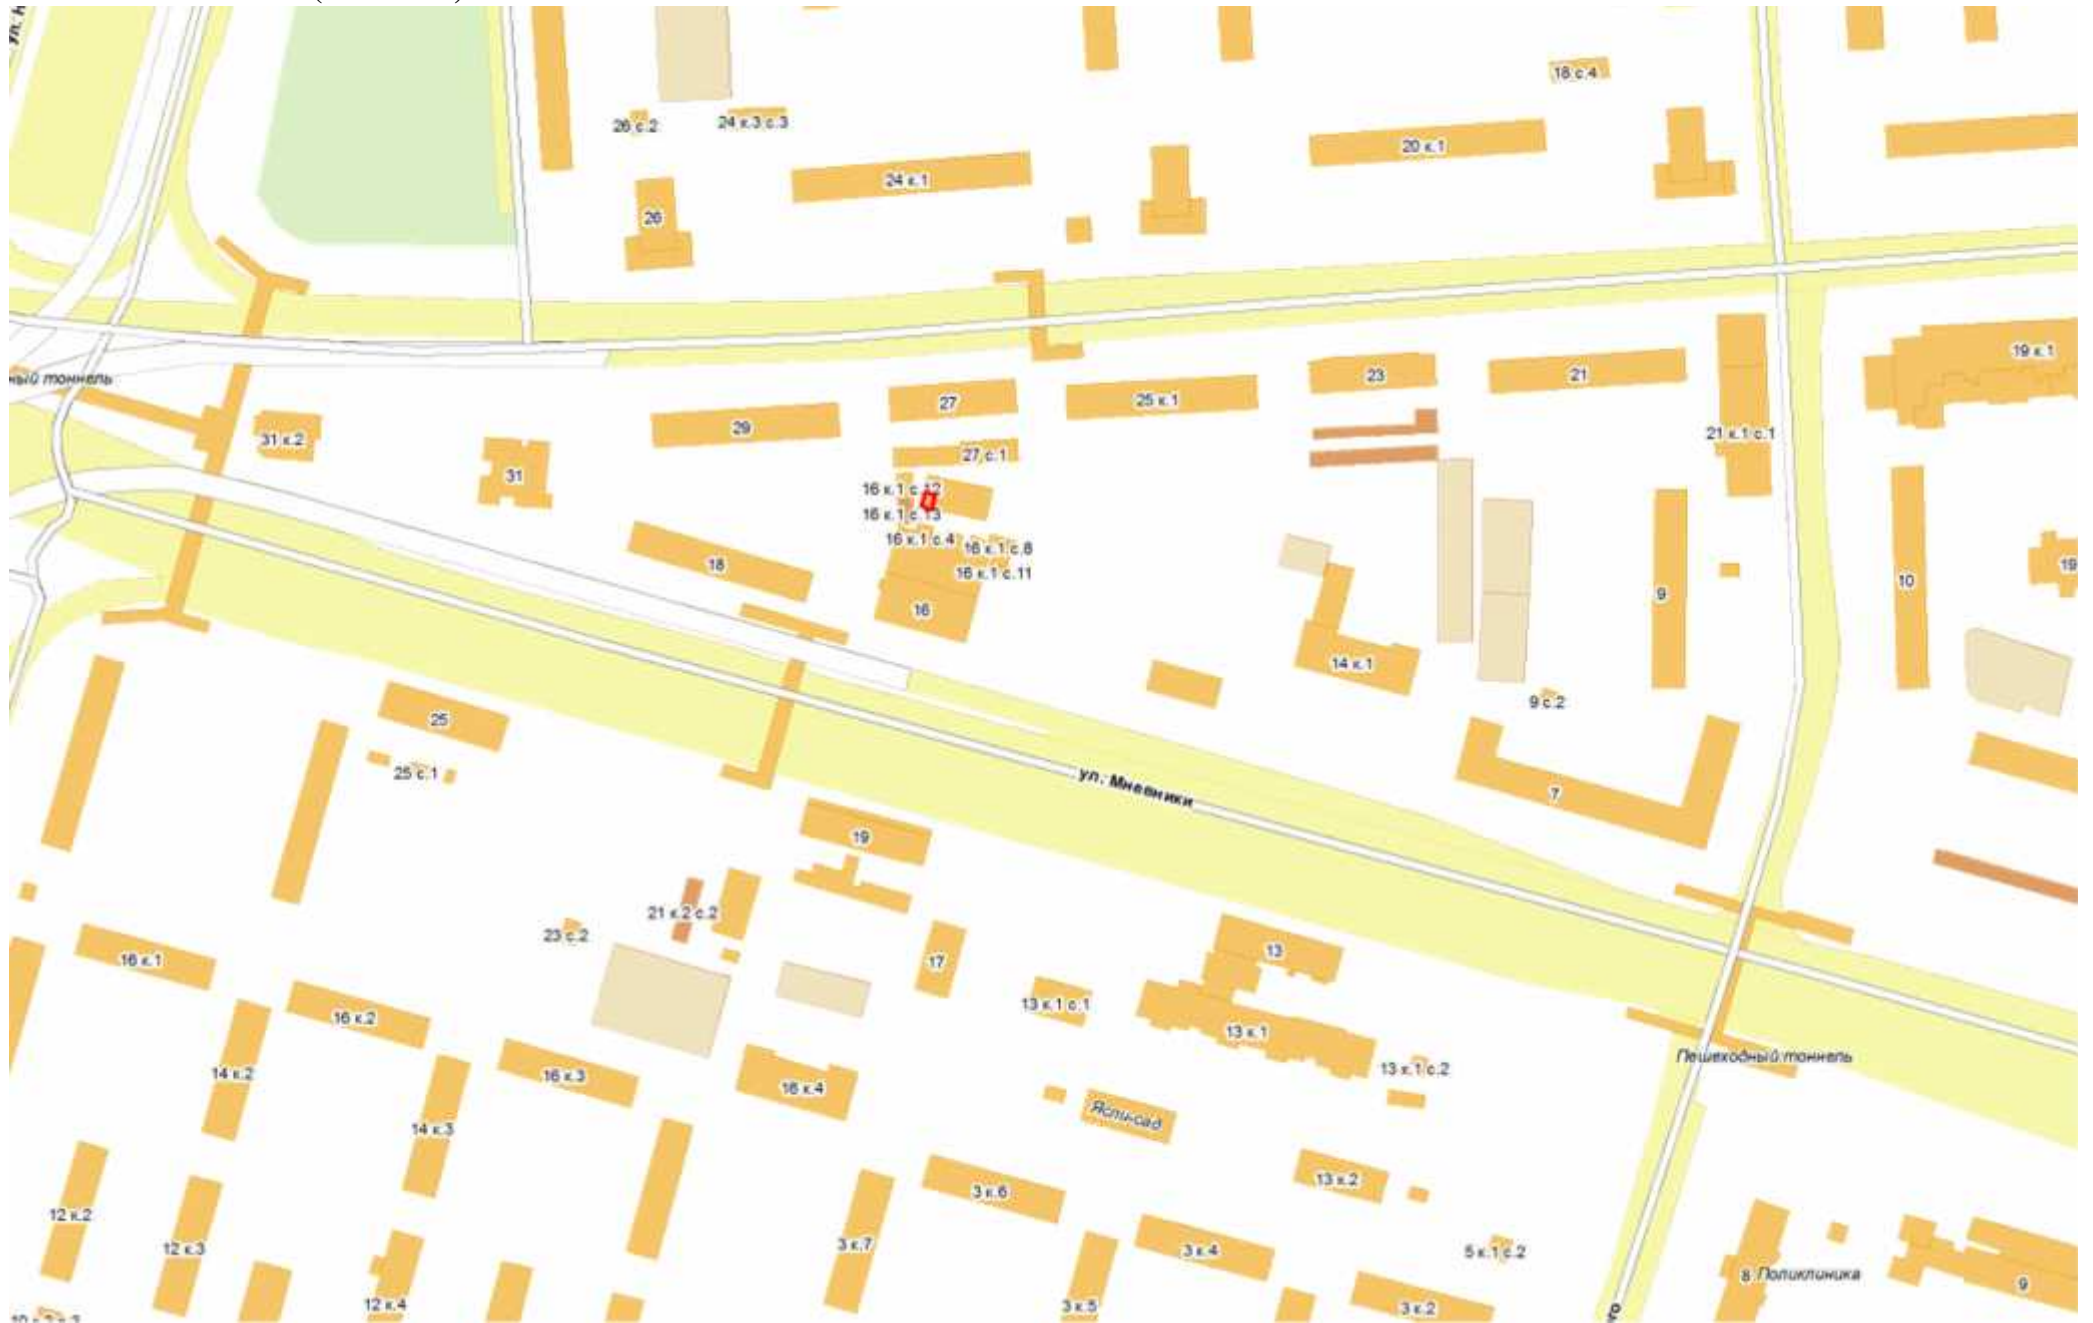 18 с.4
26 с.2
24 к.3 с.3
20 к.1
24 к.1
26
19 к.1
23
21
ный тоннель
25 к.1
27
29
31 к.2
21 к.1 с.1
27 с.1
31
16 к.1 с.12
16 к.1 с.13
16 к.1 с.4
16 к.1 с.8
16 к.1 с.11
18
19
10
9
16
14 к.1
9 с.2
25
25 с.1
ул. Мневники
7
19
21 к.2 с.2
23 с.2
13
16 к.1
17
13 к.1 с.1
16 к.2
13 к.1
Пешеходный тоннель
14 к.2
16 к.3
16 к.4
13 к.1 с.2
Ясли-сад
14 к.3
13 к.2
3 к.6
12 к.2
12 к.3
3 к.7
3 к.4
5 к.1 с.2
8 Поликлиника
9
12 к.4
3 к.5
3 к.2